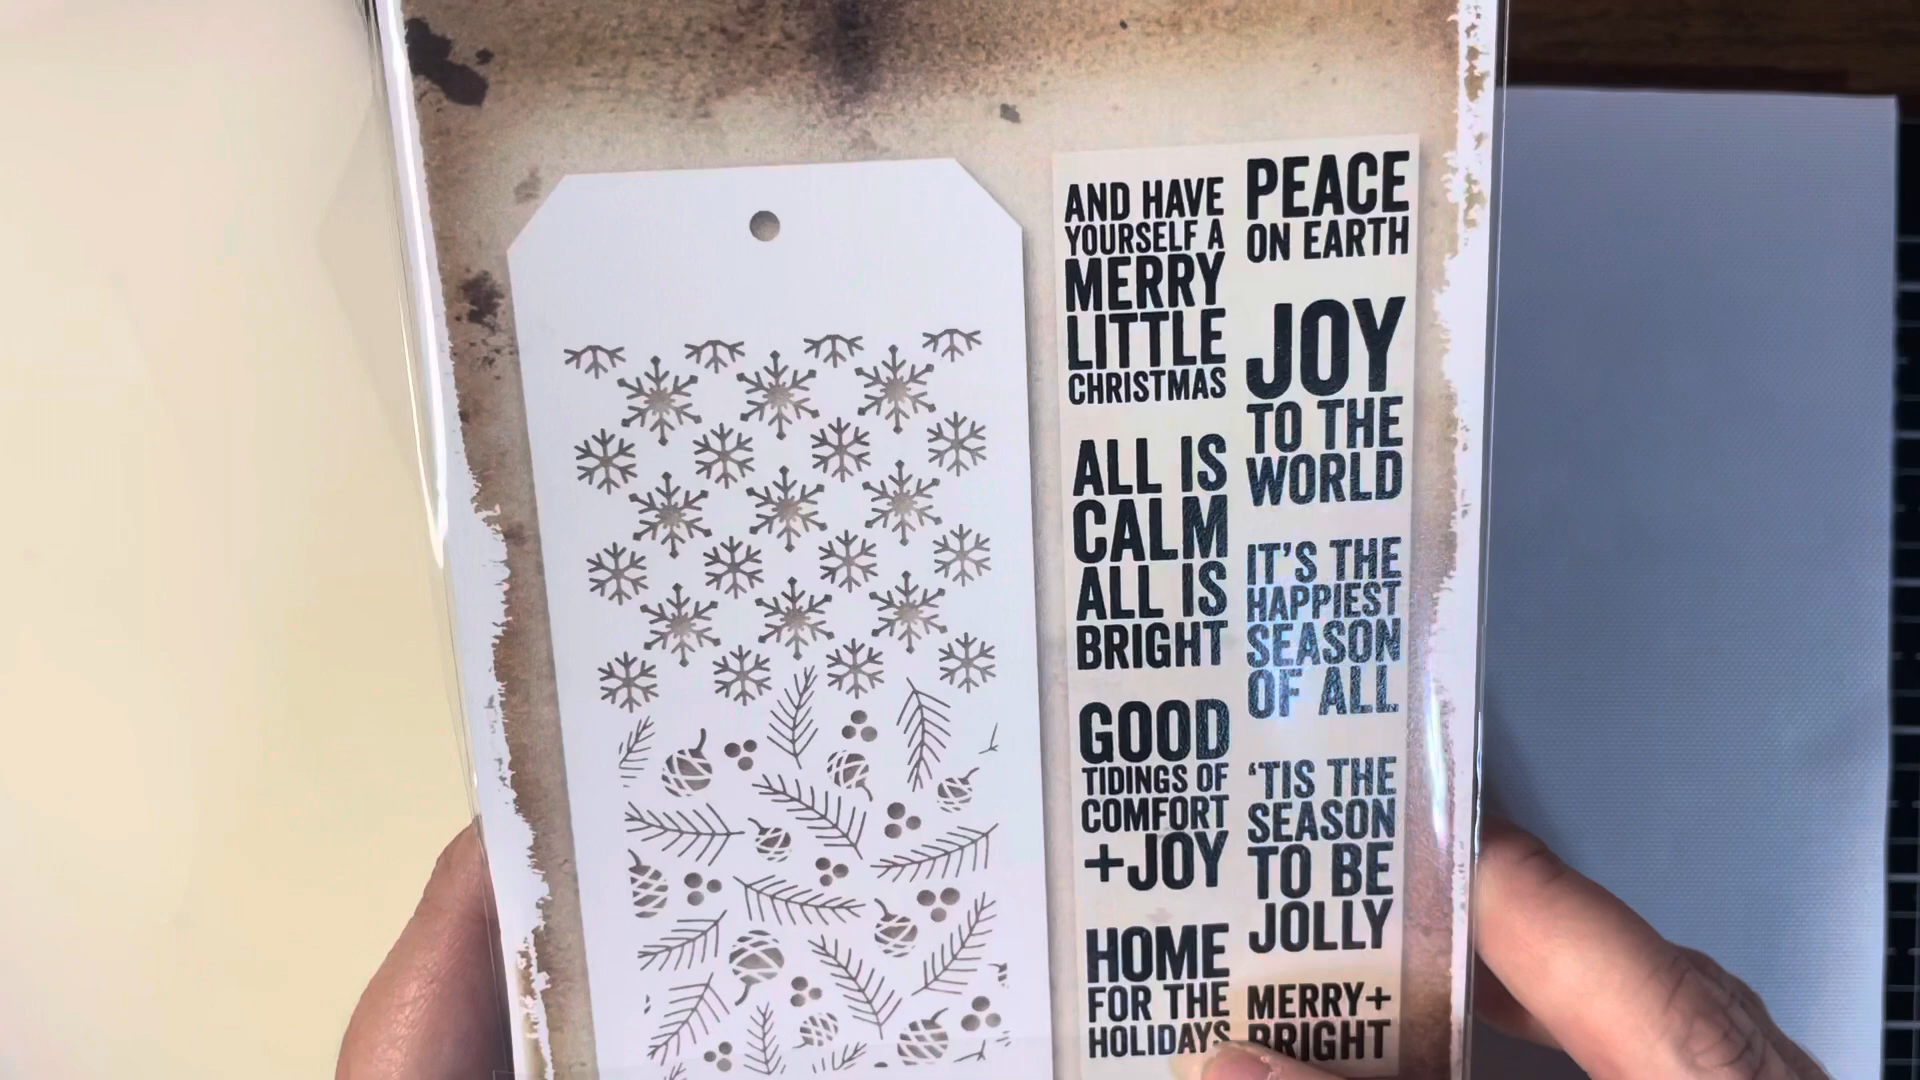 AND HAVE
YOURSELF A
MERRY
LITTLE
CHRISTMAS
ALL IS
CALM
ALL IS
BRIGHT
GOOD
TIDINGS OF
COMFORT
+JOY
HOME
FOR THE
HOLIDAYS
PEACE
ON EARTH
JOY
TO THE
WORLD
IT'S THE
HAPPIEST
SEASON
OF ALL
'TIS THE
SEASON
TO BE
JOLLY
MERRY+
BRIGHT